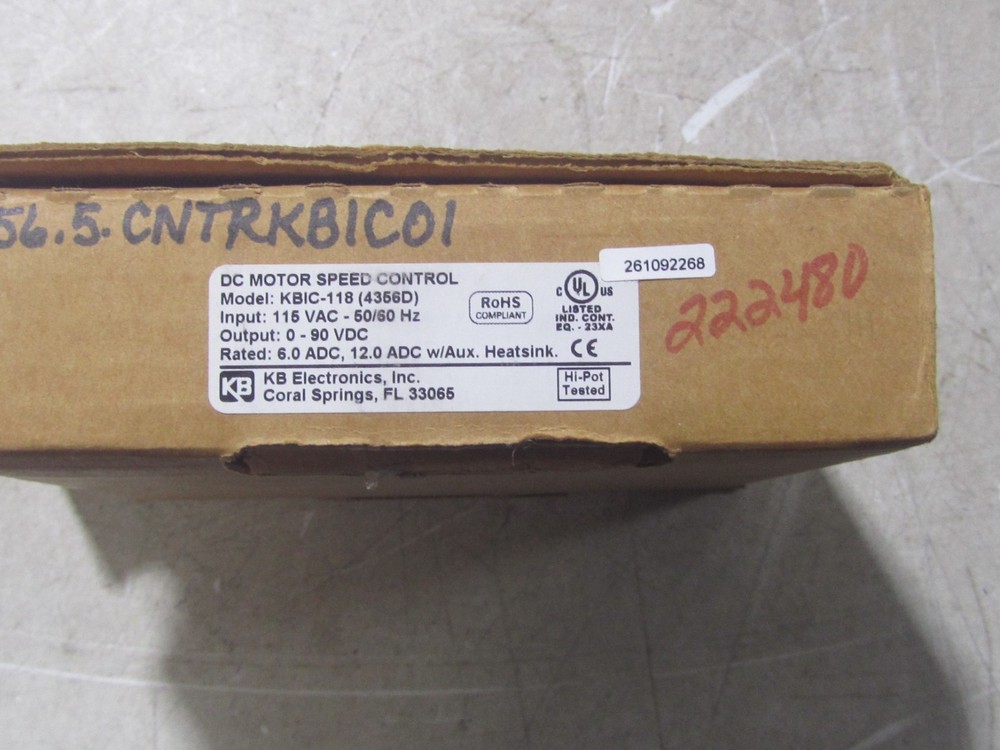 56.5.CNTRKBIC01
DC MOTOR SPEED CONTROL
Model: KBIC-118 (4356D)
Input: 115 VAC - 50/60 Hz
Output: 0 - 90 VDC
Rated: 6.0 ADC, 12.0 ADC w/Aux. Heatsink.
RoHS
COMPLIANT
C UL US
LISTED
IND. CONT.
EQ. - 23XA
CE
KB
KB Electronics, Inc.
Coral Springs, FL 33065
Hi-Pot
Tested
261092268
222480